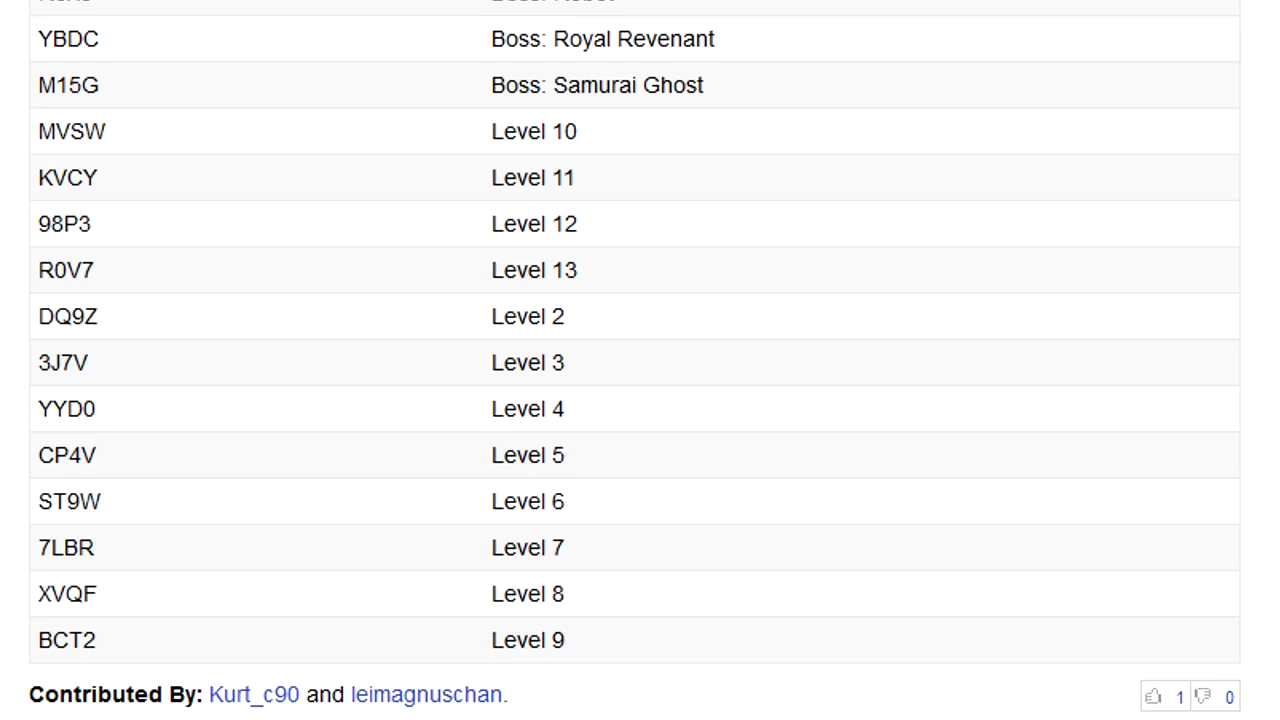 YBDC Boss: Royal Revenant
M15G Boss: Samurai Ghost
MVSW Level 10
KVCY Level 11
98P3 Level 12
R0V7 Level 13
DQ9Z Level 2
3J7V Level 3
YYD0 Level 4
CP4V Level 5
ST9W Level 6
7LBR Level 7
XVQF Level 8
BCT2 Level 9
Contributed By: Kurt_c90 and leimagnuschan. 1 0